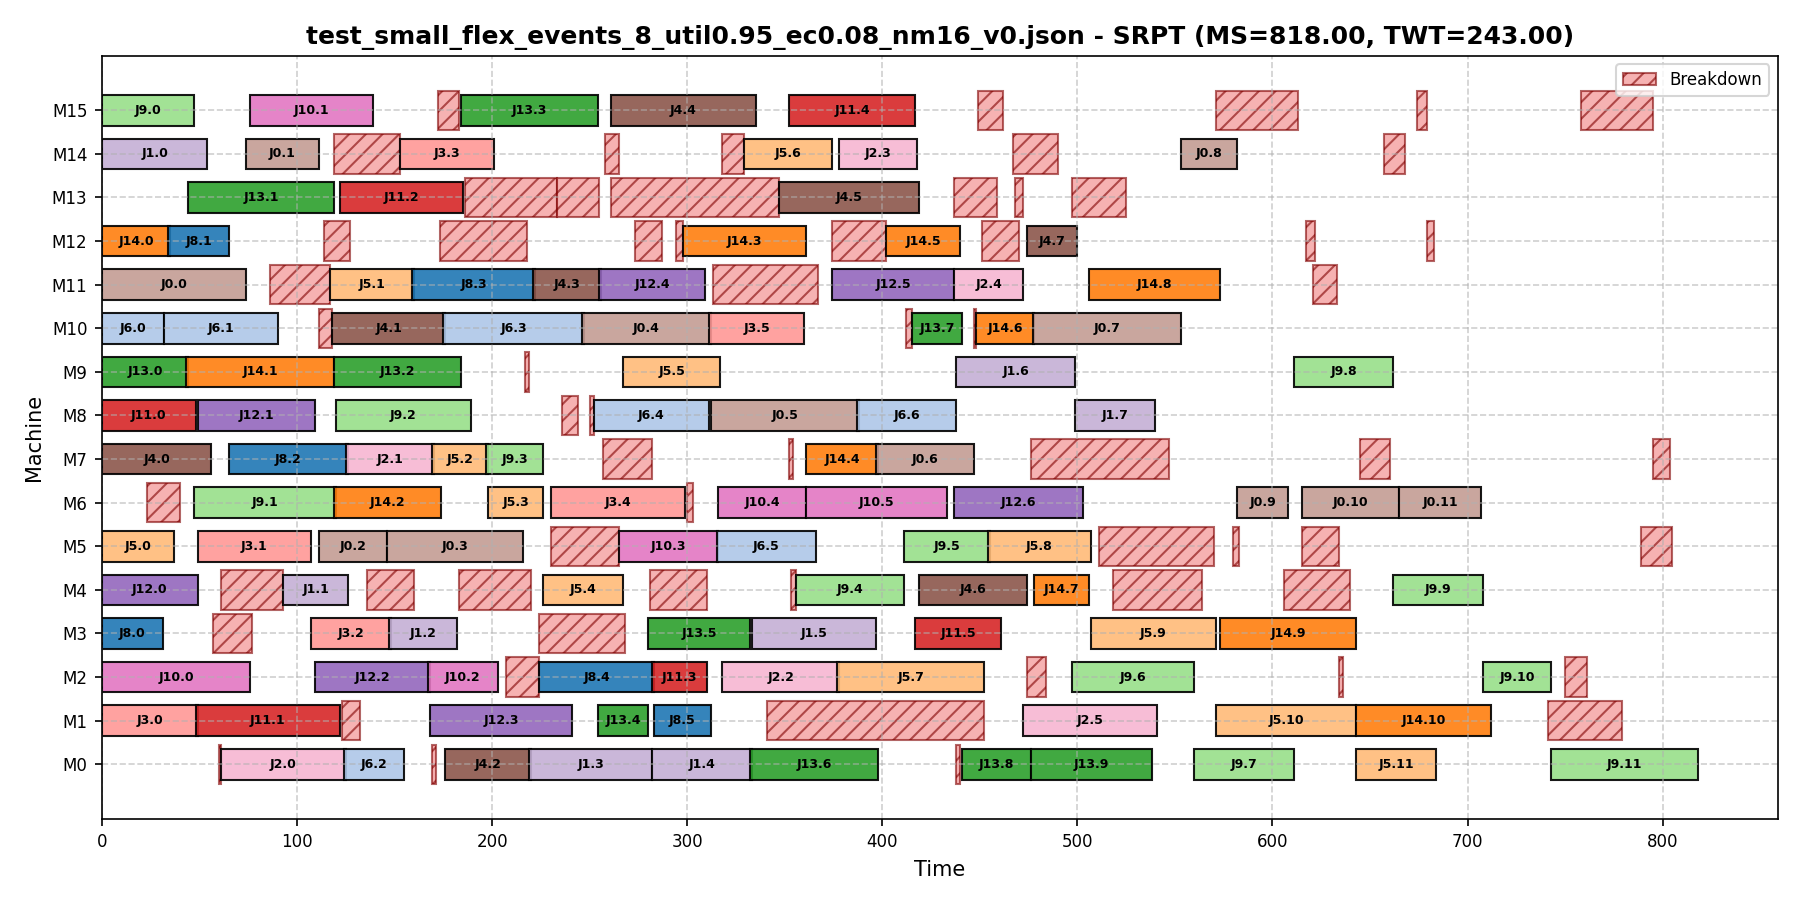 test_small_flex_events_8_util0.95_ec0.08_nm16_v0.json - SRPT (MS=818.00, TWT=243.00)
Breakdown
M15 J9.0 J10.1 J13.3 J4.4 J11.4
M14 J1.0 J0.1 J3.3 J5.6 J2.3 J0.8
M13 J13.1 J11.2 J4.5
M12 J14.0 J8.1 J14.3 J14.5 J4.7
M11 J0.0 J5.1 J8.3 J4.3 J12.4 J12.5 J2.4 J14.8
M10 J6.0 J6.1 J4.1 J6.3 J0.4 J3.5 J13.7 J14.6 J0.7
M9 J13.0 J14.1 J13.2 J5.5 J1.6 J9.8
M8 J11.0 J12.1 J9.2 J6.4 J0.5 J6.6 J1.7
M7 J4.0 J8.2 J2.1 J5.2 J9.3 J14.4 J0.6
M6 J9.1 J14.2 J5.3 J3.4 J10.4 J10.5 J12.6 J0.9 J0.10 J0.11
M5 J5.0 J3.1 J0.2 J0.3 J10.3 J6.5 J9.5 J5.8
M4 J12.0 J1.1 J5.4 J9.4 J4.6 J14.7 J9.9
M3 J8.0 J3.2 J1.2 J13.5 J1.5 J11.5 J5.9 J14.9
M2 J10.0 J12.2 J10.2 J8.4 J11.3 J2.2 J5.7 J9.6 J9.10
M1 J3.0 J11.1 J12.3 J13.4 J8.5 J2.5 J5.10 J14.10
M0 J2.0 J6.2 J4.2 J1.3 J1.4 J13.6 J13.8 J13.9 J9.7 J5.11 J9.11
Machine
0 100 200 300 400 500 600 700 800
Time